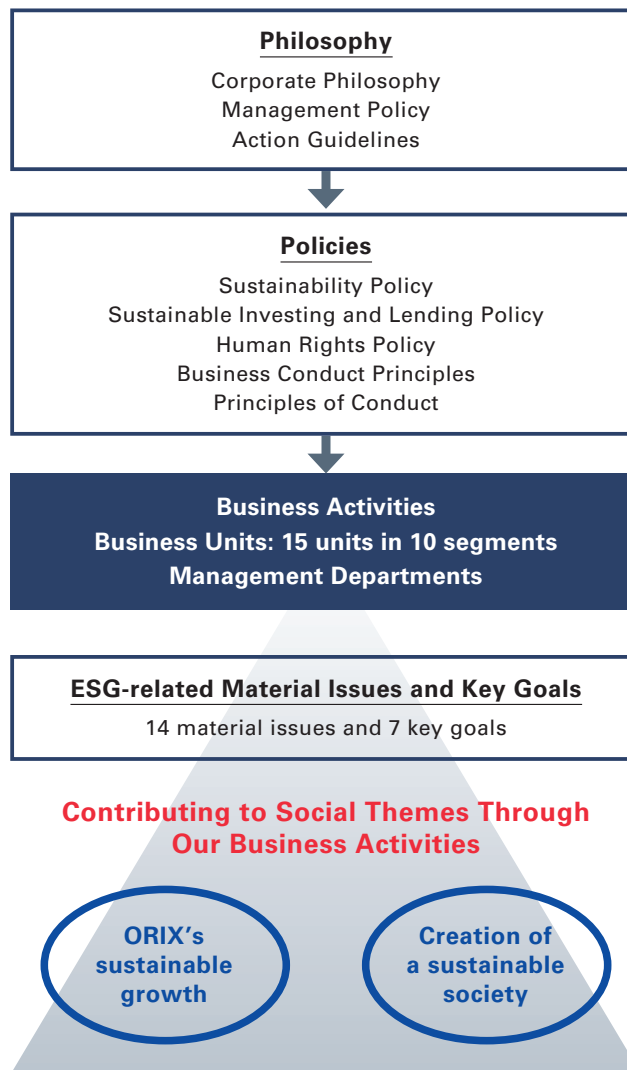 Philosophy
Corporate Philosophy
Management Policy
Action Guidelines
Policies
Sustainability Policy
Sustainable Investing and Lending Policy
Human Rights Policy
Business Conduct Principles
Principles of Conduct
Business Activities
Business Units: 15 units in 10 segments
Management Departments
ESG-related Material Issues and Key Goals
14 material issues and 7 key goals
Contributing to Social Themes Through
Our Business Activities
ORIX's
sustainable
growth
Creation of
a sustainable
society